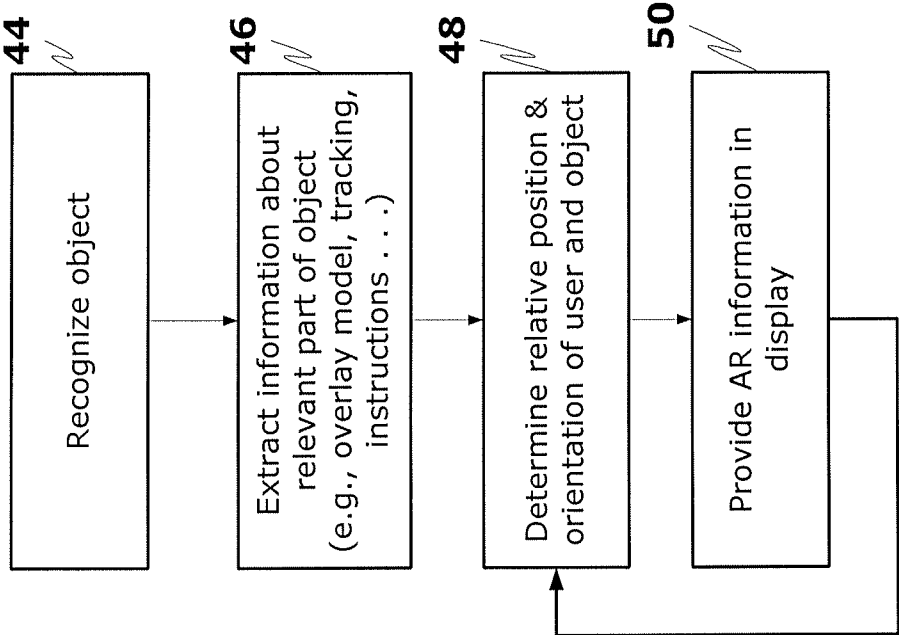 44
Recognize object
46
Extract information about
relevant part of object
(e.g., overlay model, tracking,
instructions . . . .)
48
Determine relative position &
orientation of user and object
50
Provide AR information in
display